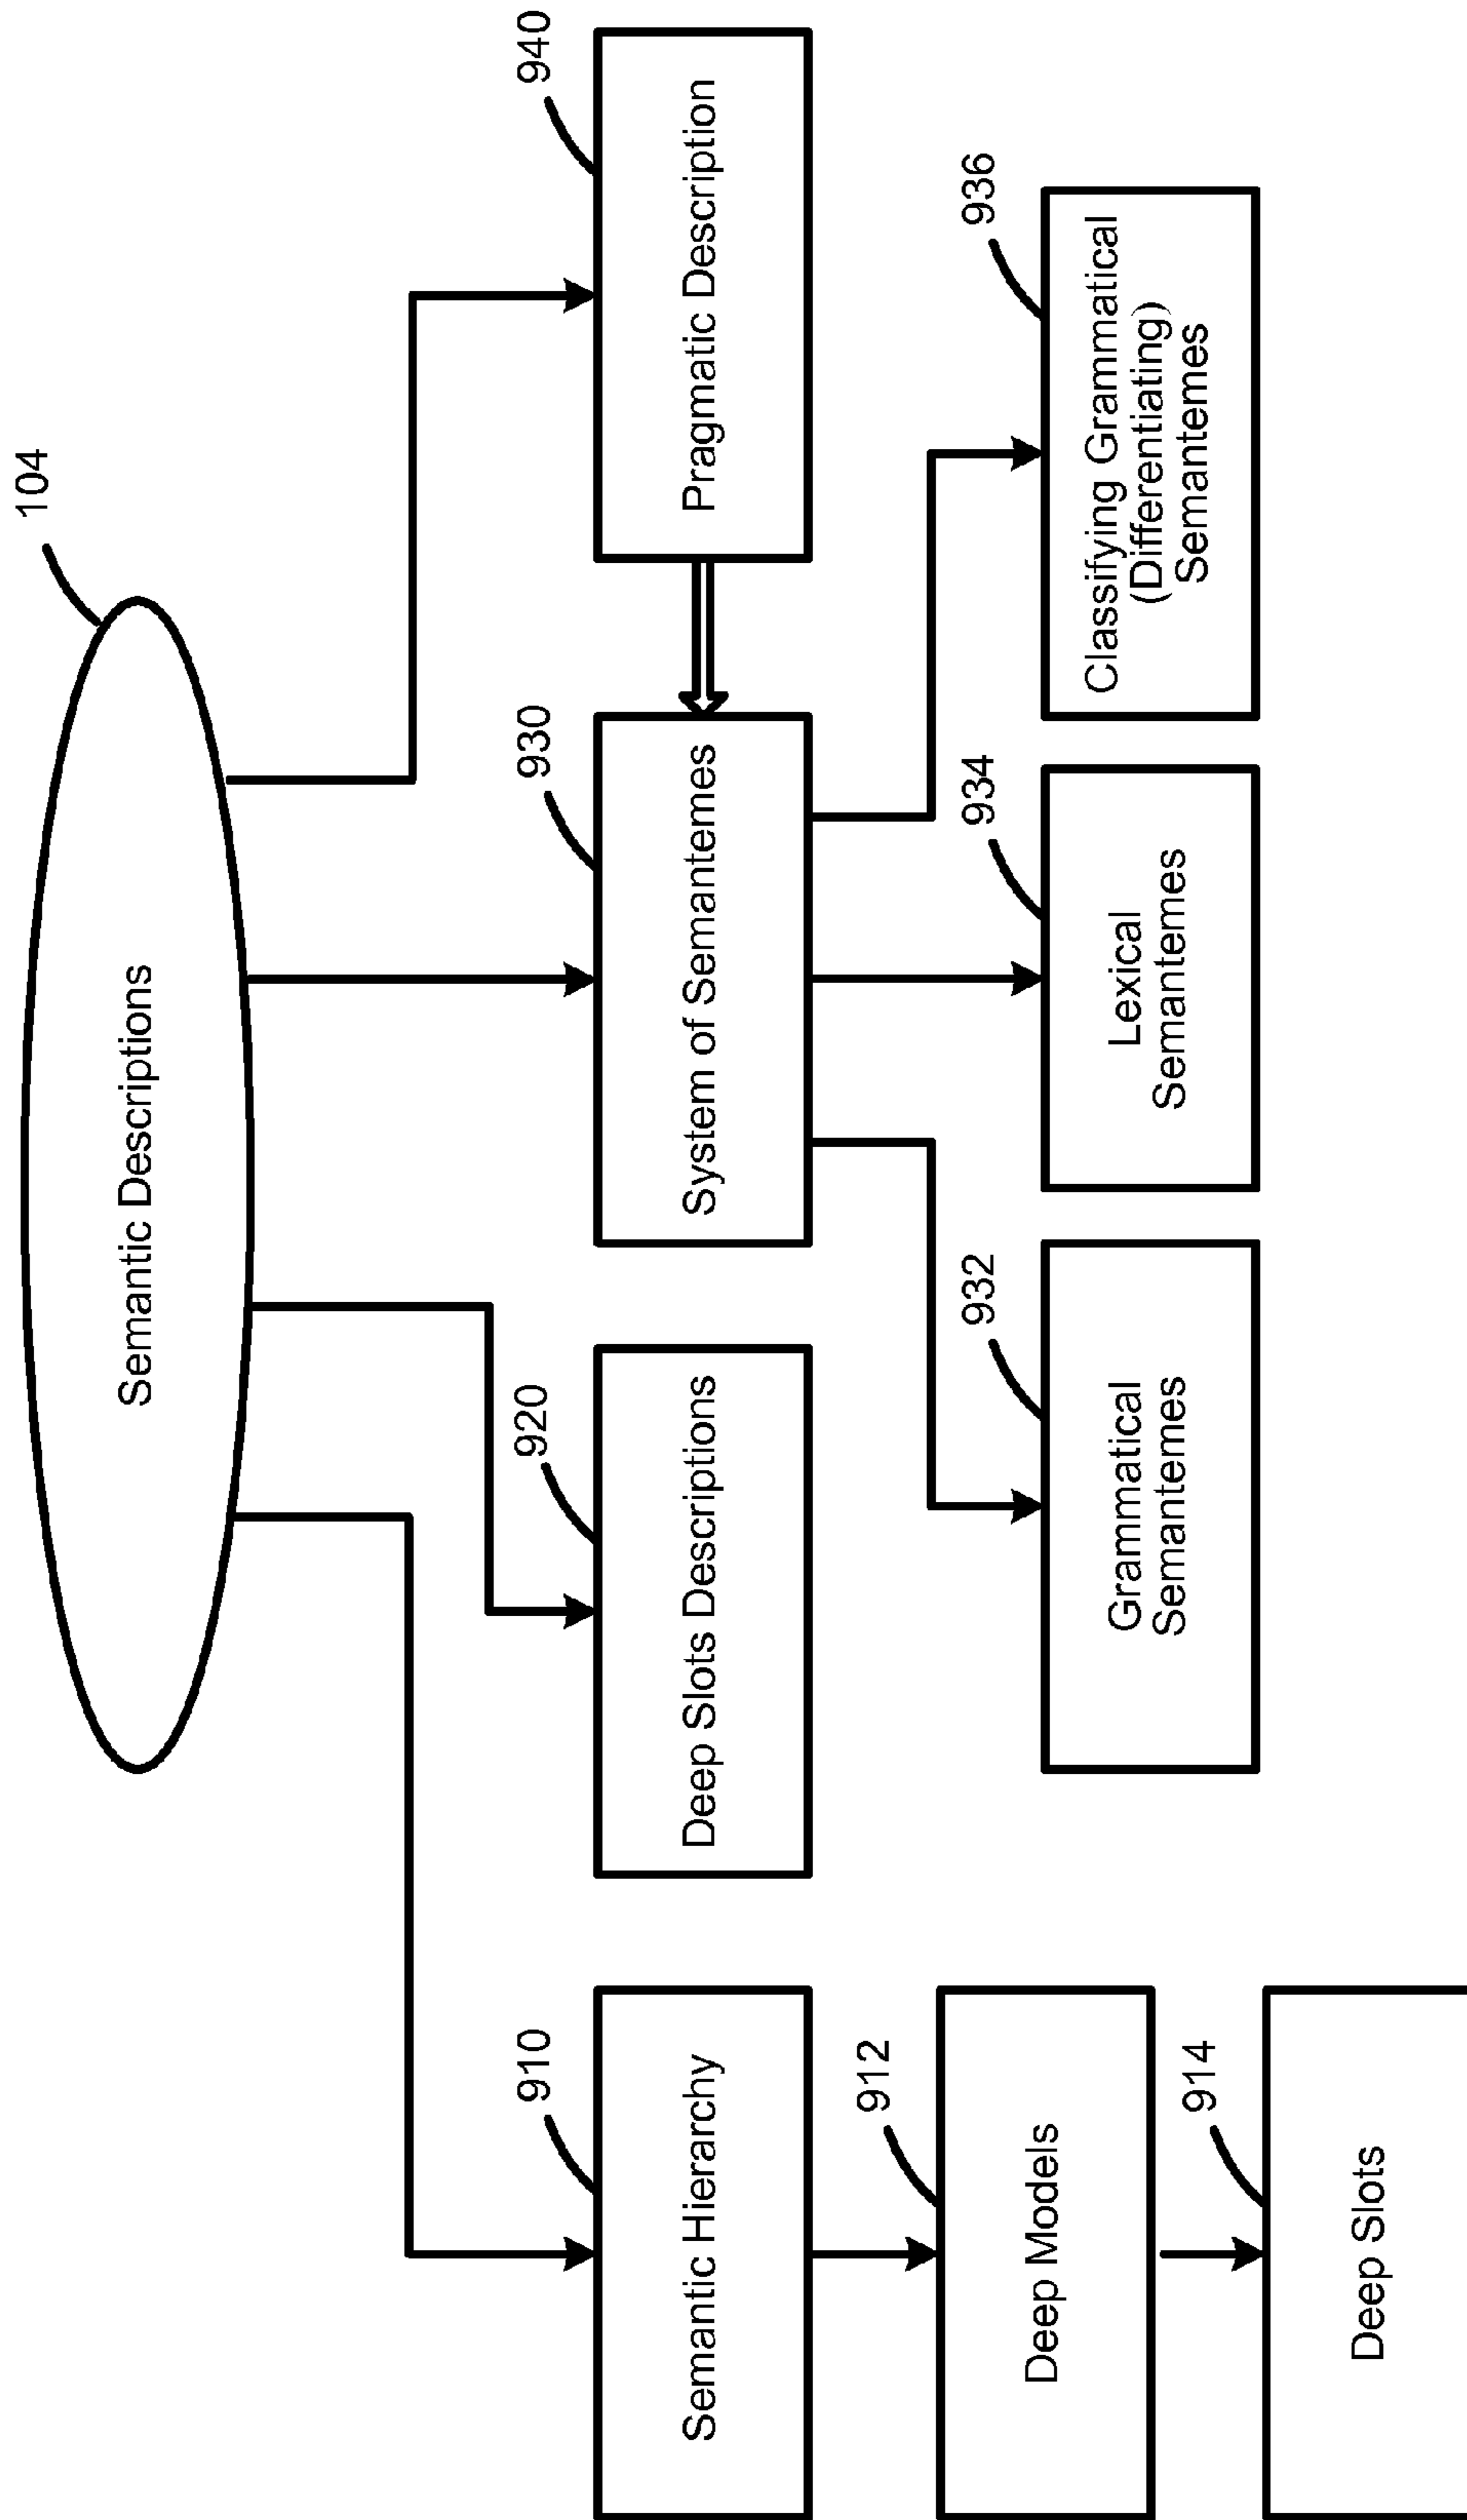 104
Semantic Descriptions
910
Semantic Hierarchy
920
Deep Slots Descriptions
930
System of Semantemes
940
Pragmatic Description
912
Deep Models
932
Grammatical
Semantemes
934
Lexical
Semantemes
936
Classifying Grammatical
(Differentiating)
Semantemes
914
Deep Slots